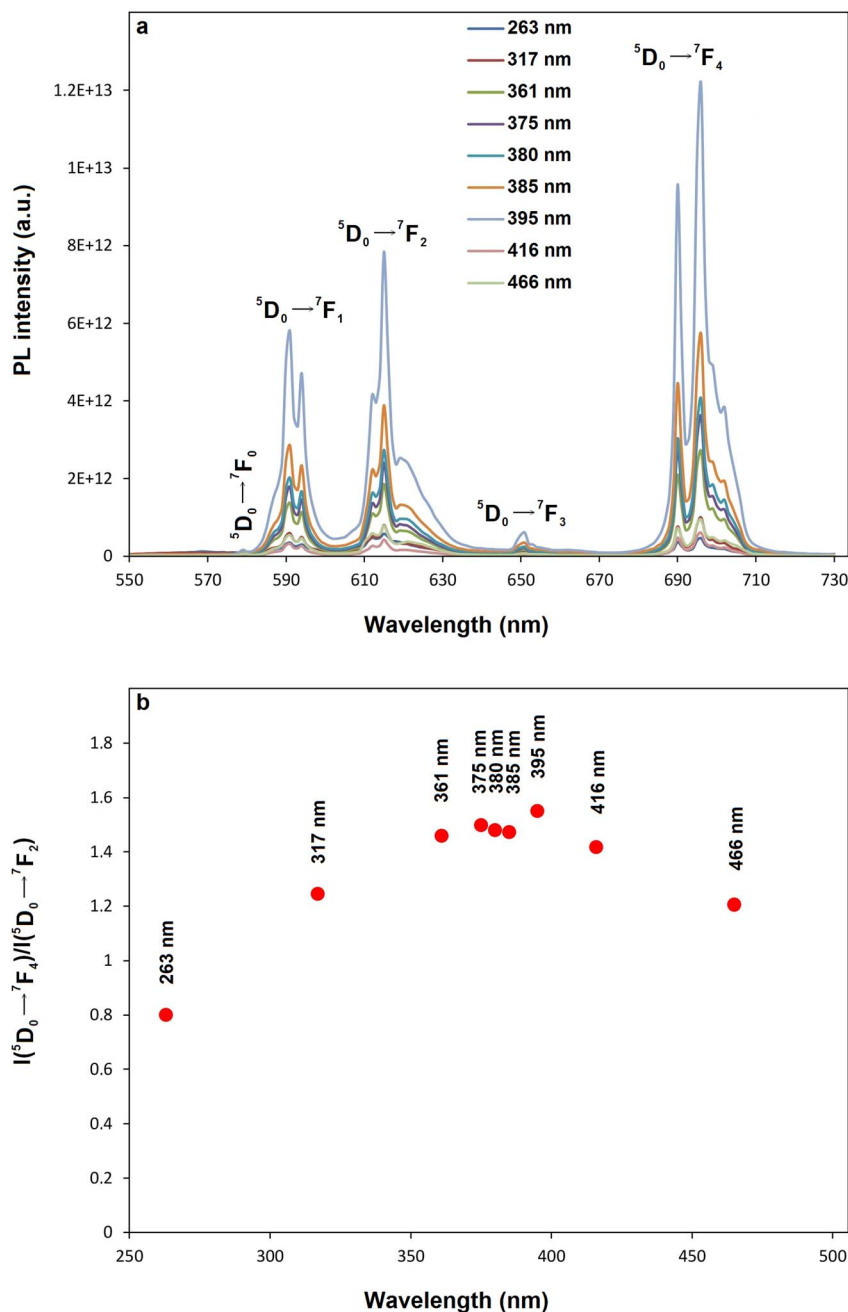 a
263 nm
317 nm
361 nm
375 nm
380 nm
385 nm
395 nm
416 nm
466 nm
⁵D₀→⁷F₄
⁵D₀→⁷F₂
⁵D₀→⁷F₁
⁵D₀→⁷F₀
⁵D₀→⁷F₃
PL intensity (a.u.)
1.2E+13
1E+13
8E+12
6E+12
4E+12
2E+12
0
550 570 590 610 630 650 670 690 710 730
Wavelength (nm)
b
I(⁵D₀→⁷F₄)/I(⁵D₀→⁷F₂)
1.8
1.6
1.4
1.2
1
0.8
0.6
0.4
0.2
0
263 nm
317 nm
361 nm
375 nm
380 nm
385 nm
395 nm
416 nm
466 nm
250 300 350 400 450 500
Wavelength (nm)